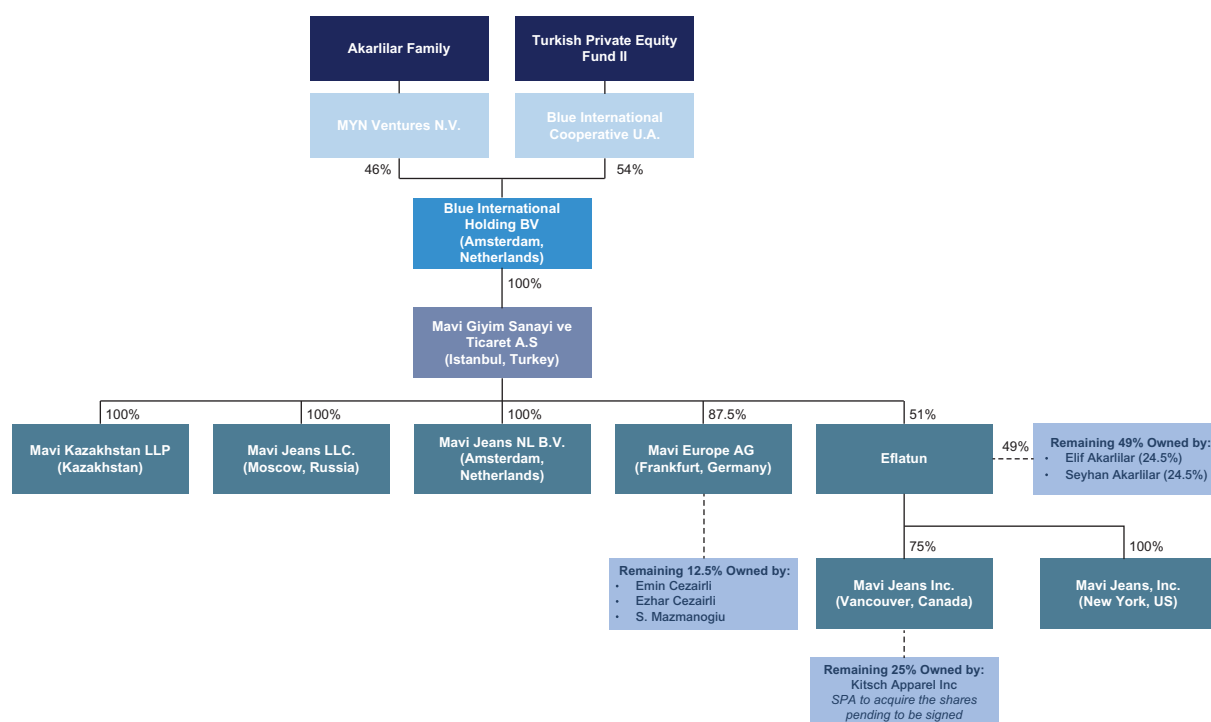 Akarlilar Family
Turkish Private Equity
Fund II
MYN Ventures N.V.
Blue International
Cooperative U.A.
46%
54%
Blue International
Holding BV
(Amsterdam,
Netherlands)
100%
Mavi Giyim Sanayi ve
Ticaret A.S
(Istanbul, Turkey)
100%
100%
100%
87.5%
51%
Mavi Kazakhstan LLP
(Kazakhstan)
Mavi Jeans LLC.
(Moscow, Russia)
Mavi Jeans NL B.V.
(Amsterdam,
Netherlands)
Mavi Europe AG
(Frankfurt, Germany)
Eflatun
49%
Remaining 49% Owned by:
• Elif Akarlilar (24.5%)
• Seyhan Akarlilar (24.5%)
75%
100%
Remaining 12.5% Owned by:
• Emin Cezairli
• Ezhar Cezairli
• S. Mazmanogiu
Mavi Jeans Inc.
(Vancouver, Canada)
Mavi Jeans, Inc.
(New York, US)
Remaining 25% Owned by:
Kitsch Apparel Inc
SPA to acquire the shares
pending to be signed